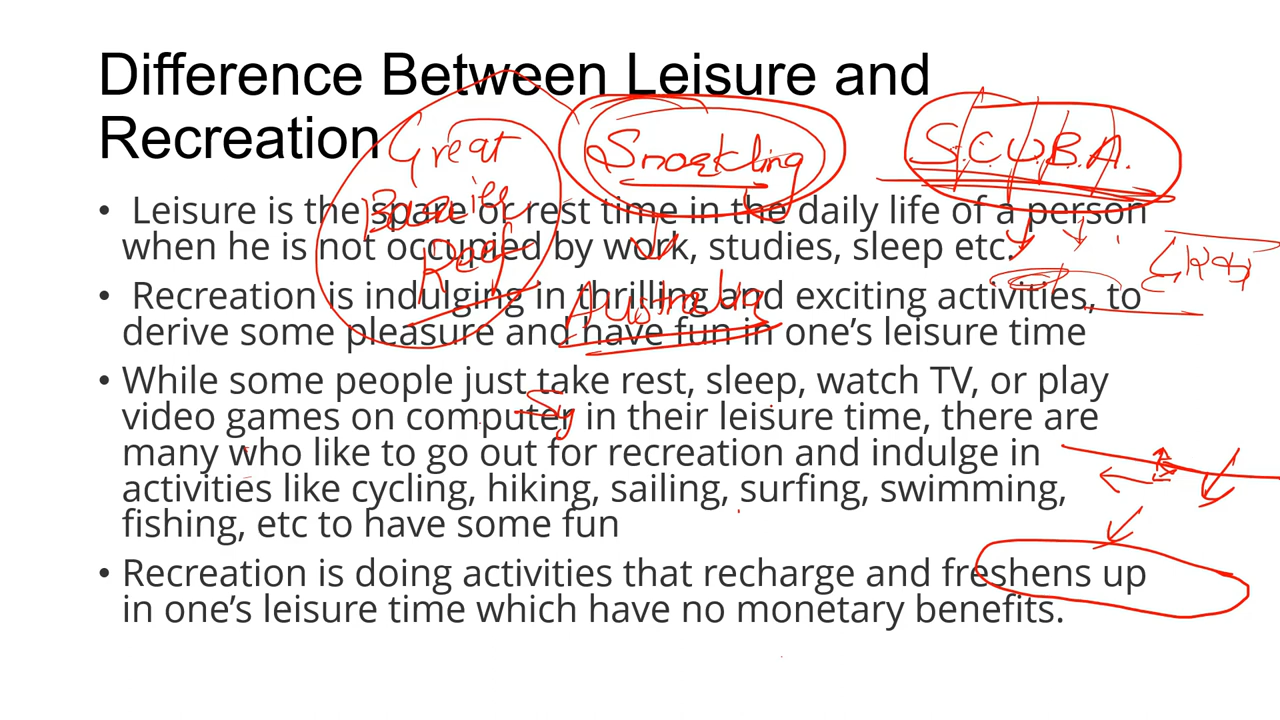 Difference Between Leisure and
Recreation
Great
Barrier
Reef
Snorkling
S.C.U.B.A.
Australia
• Leisure is the spare or rest time in the daily life of a person
when he is not occupied by work, studies, sleep etc.
• Recreation is indulging in thrilling and exciting activities, to
derive some pleasure and have fun in one’s leisure time
• While some people just take rest, sleep, watch TV, or play
video games on computer in their leisure time, there are
many who like to go out for recreation and indulge in
activities like cycling, hiking, sailing, surfing, swimming,
fishing, etc to have some fun
• Recreation is doing activities that recharge and freshens up
in one’s leisure time which have no monetary benefits.